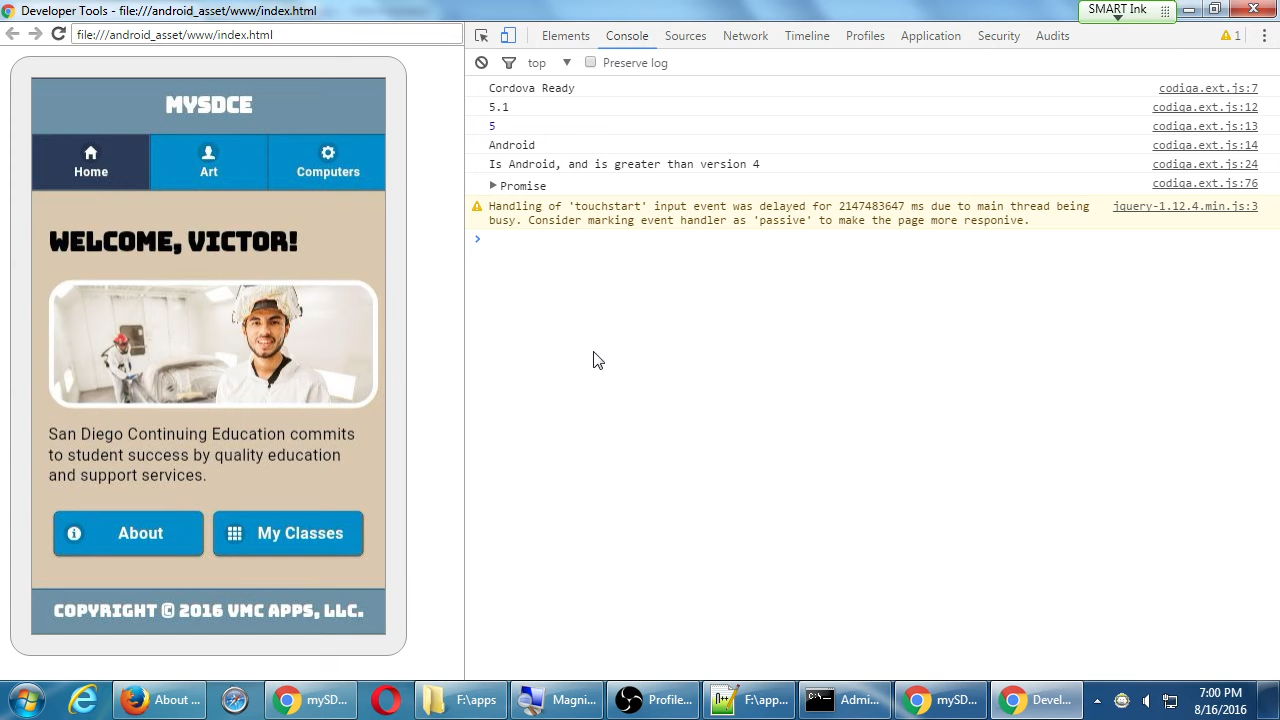 Developer Tools - file:///android_asset/www/index.html
SMART Ink
file:///android_asset/www/index.html
Elements Console Sources Network Timeline Profiles Application Security Audits 1
top Preserve log
MYSDCE
Home Art Computers
WELCOME, VICTOR!
San Diego Continuing Education commits
to student success by quality education
and support services.
About My Classes
COPYRIGHT © 2016 VMC APPS, LLC.
Cordova Ready codiqa.ext.js:7
5.1 codiqa.ext.js:12
5 codiqa.ext.js:13
Android codiqa.ext.js:14
Is Android, and is greater than version 4 codiqa.ext.js:24
Promise codiqa.ext.js:76
Handling of 'touchstart' input event was delayed for 2147483647 ms due to main thread being jquery-1.12.4.min.js:3
busy. Consider marking event handler as 'passive' to make the page more responive.
About ... mySD... F:\apps Magni... Profile... F:\app... Admi... mySD... Devel...
7:00 PM
8/16/2016